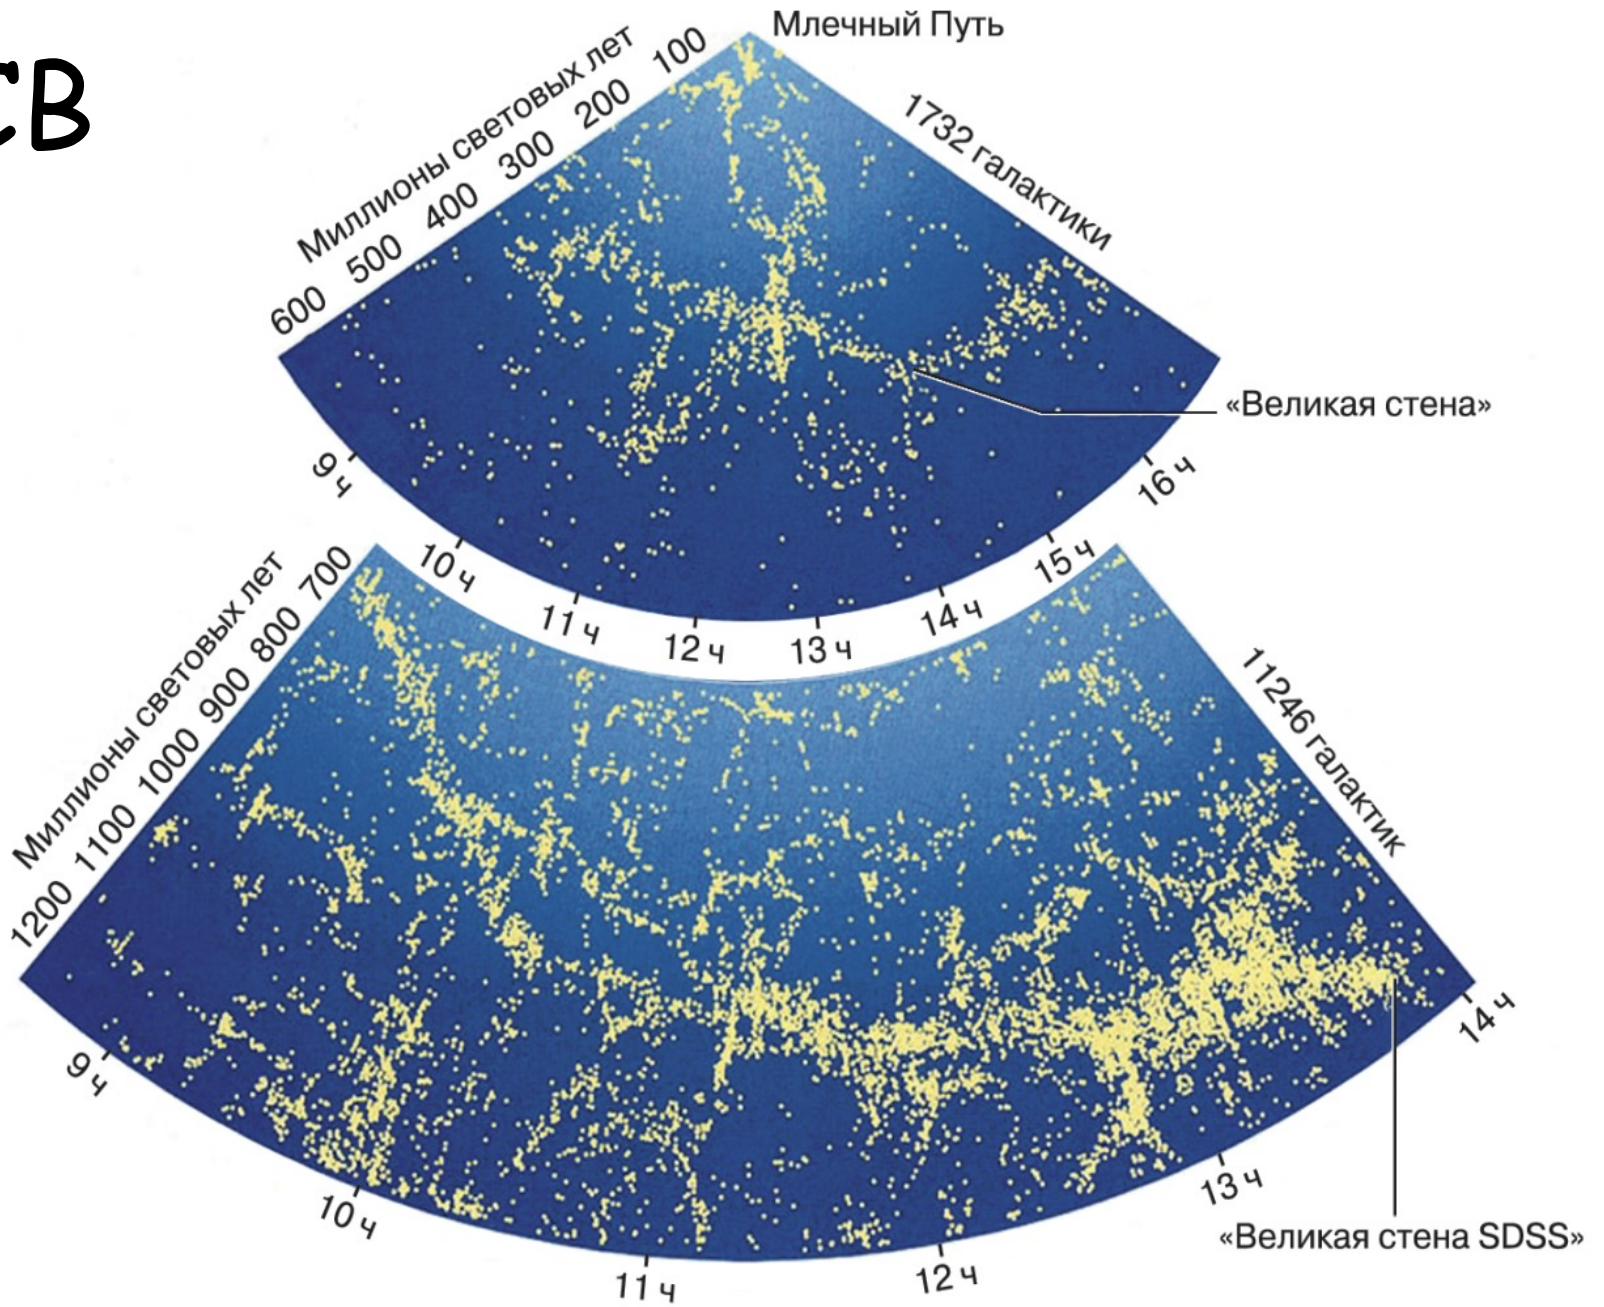 СВ
Млечный Путь
Миллионы световых лет
100
200
300
400
500
600
1732 галактики
«Великая стена»
9 ч
10 ч
11 ч
12 ч
13 ч
14 ч
15 ч
16 ч
Миллионы световых лет
700
800
900
1000
1100
1200
11246 галактик
9 ч
10 ч
11 ч
12 ч
13 ч
14 ч
«Великая стена SDSS»